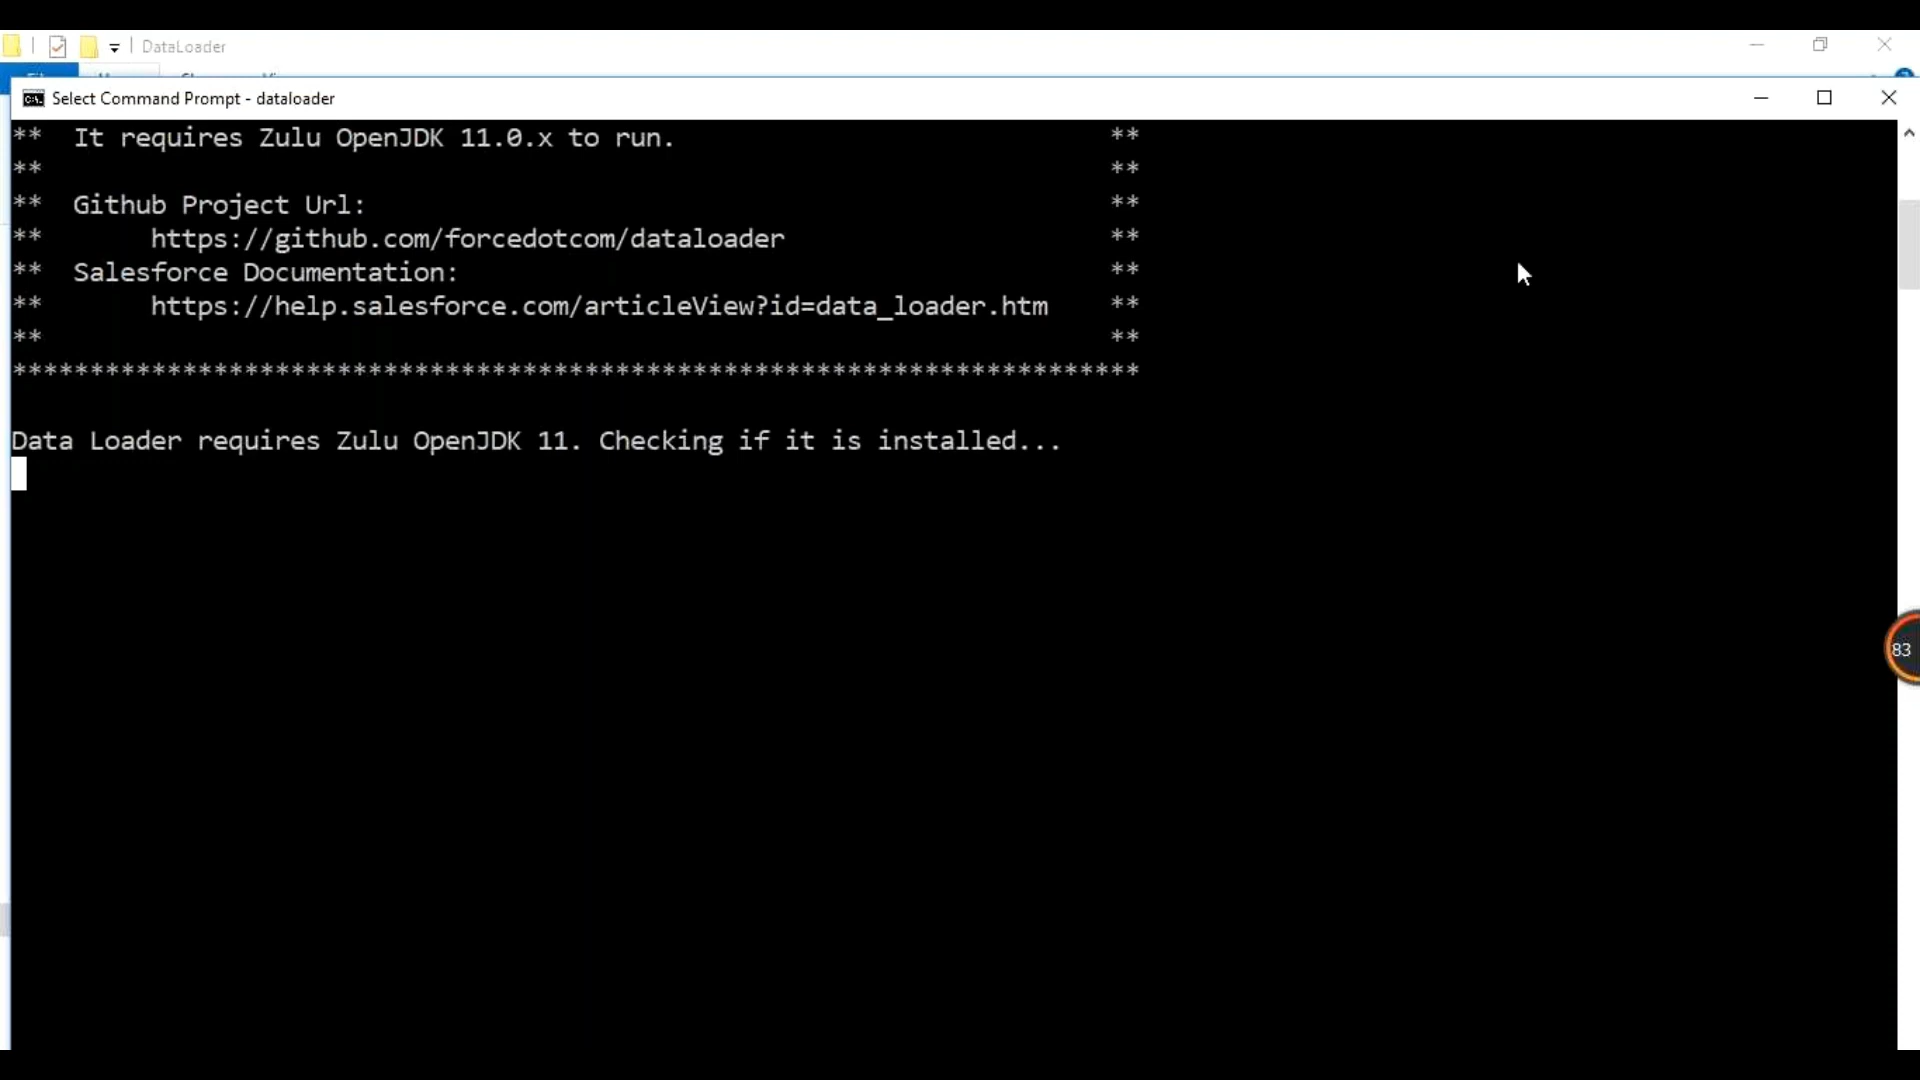 DataLoader
Select Command Prompt - dataloader
** It requires Zulu OpenJDK 11.0.x to run. **
** **
** Github Project Url: **
** https://github.com/forcedotcom/dataloader **
** Salesforce Documentation: **
** https://help.salesforce.com/articleView?id=data_loader.htm **
** **
*************************************************************************
Data Loader requires Zulu OpenJDK 11. Checking if it is installed...
83